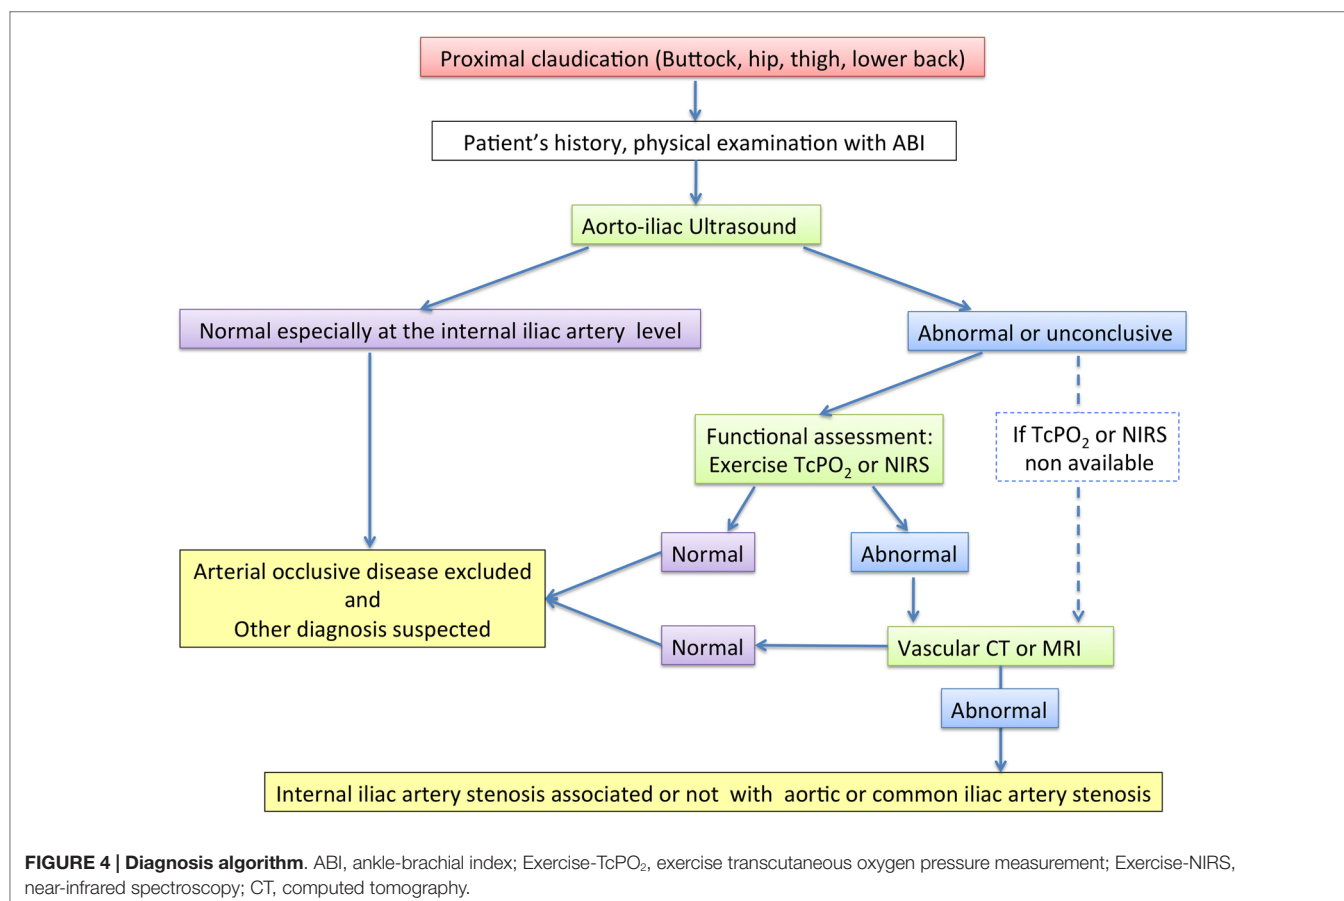 Proximal claudication (Buttock, hip, thigh, lower back)
Patient's history, physical examination with ABI
Aorto-iliac Ultrasound
Normal especially at the internal iliac artery level
Abnormal or unconclusive
Functional assessment:
Exercise TcPO₂ or NIRS
If TcPO₂ or NIRS
non available
Normal
Abnormal
Arterial occlusive disease excluded
and
Other diagnosis suspected
Normal
Vascular CT or MRI
Abnormal
Internal iliac artery stenosis associated or not with aortic or common iliac artery stenosis
FIGURE 4 | Diagnosis algorithm. ABI, ankle-brachial index; Exercise-TcPO₂, exercise transcutaneous oxygen pressure measurement; Exercise-NIRS,
near-infrared spectroscopy; CT, computed tomography.